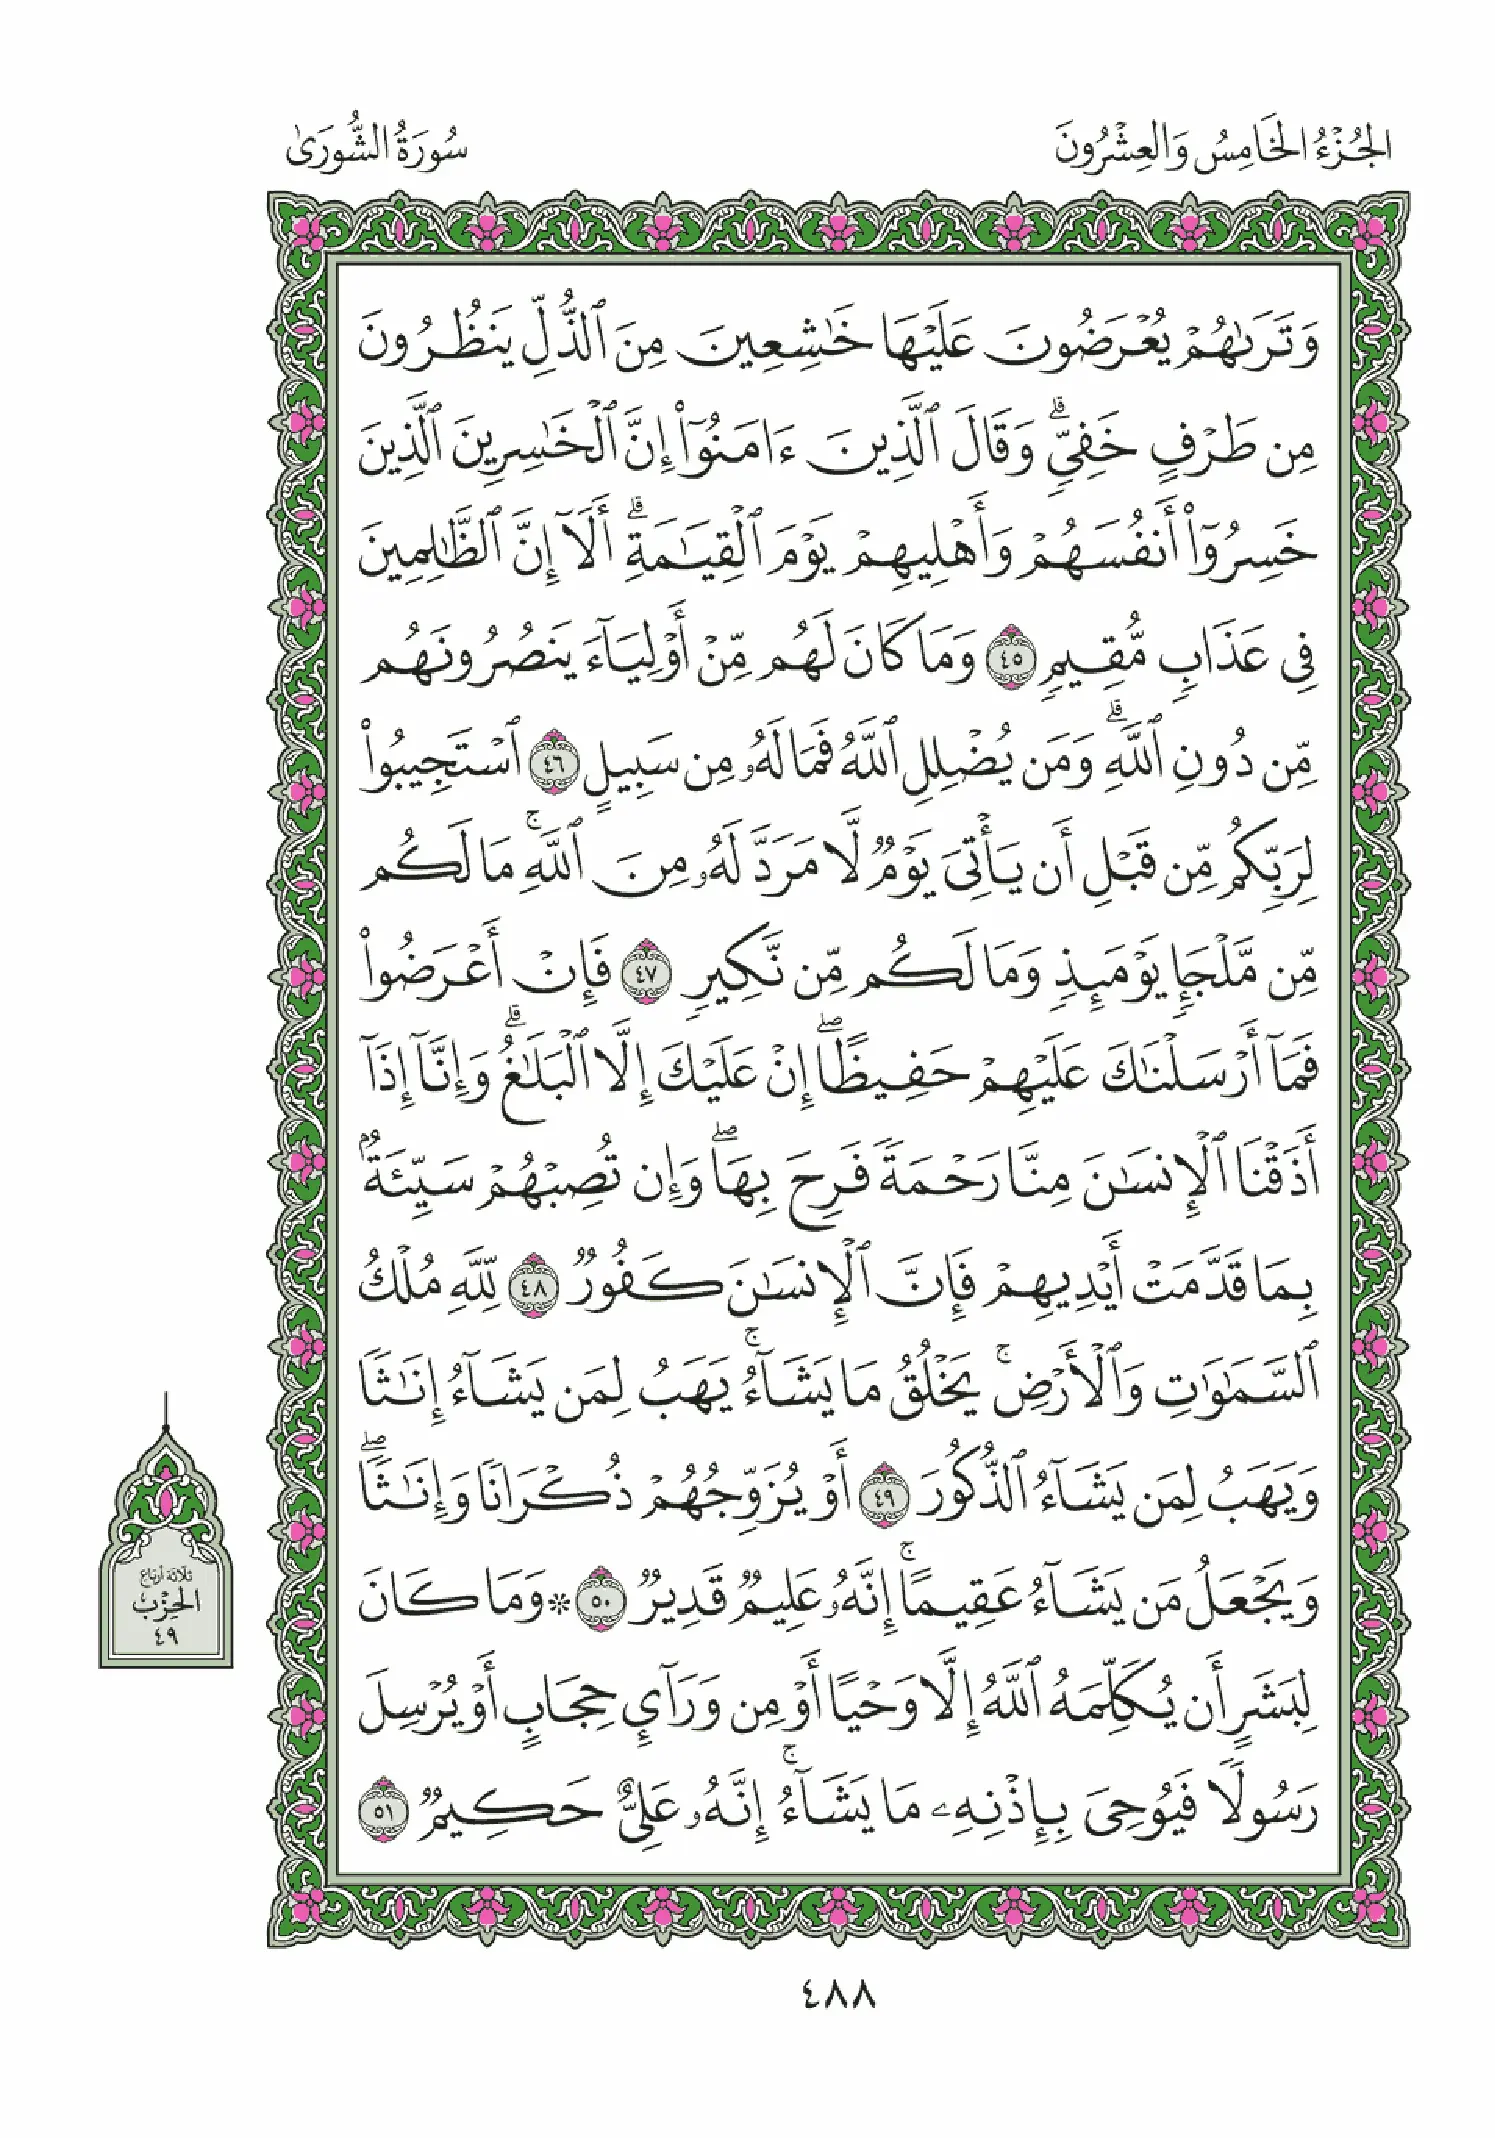 الجُزْءُ الخَامِسُ وَالعِشْرُونَ
سُورَةُ الشُّورَىٰ
وَتَرَىٰهُمْ يُعْرَضُونَ عَلَيْهَا خَٰشِعِينَ مِنَ ٱلذُّلِّ يَنظُرُونَ
مِن طَرْفٍ خَفِيٍّۗ وَقَالَ ٱلَّذِينَ ءَامَنُوٓاْ إِنَّ ٱلْخَٰسِرِينَ ٱلَّذِينَ
خَسِرُوٓاْ أَنفُسَهُمْ وَأَهْلِيهِمْ يَوْمَ ٱلْقِيَٰمَةِۗ أَلَآ إِنَّ ٱلظَّٰلِمِينَ
فِي عَذَابٍ مُّقِيمٍ ٤٥ وَمَا كَانَ لَهُم مِّنْ أَوْلِيَآءَ يَنصُرُونَهُم
مِّن دُونِ ٱللَّهِۗ وَمَن يُضْلِلِ ٱللَّهُ فَمَا لَهُۥ مِن سَبِيلٍ ٤٦ ٱسْتَجِيبُواْ
لِرَبِّكُم مِّن قَبْلِ أَن يَأْتِيَ يَوْمٌ لَّا مَرَدَّ لَهُۥ مِنَ ٱللَّهِۚ مَا لَكُم
مِّن مَّلْجَإٍ يَوْمَئِذٍ وَمَا لَكُم مِّن نَّكِيرٍ ٤٧ فَإِنْ أَعْرَضُواْ
فَمَآ أَرْسَلْنَٰكَ عَلَيْهِمْ حَفِيظًاۖ إِنْ عَلَيْكَ إِلَّا ٱلْبَلَٰغُۗ وَإِنَّآ إِذَآ
أَذَقْنَا ٱلْإِنسَٰنَ مِنَّا رَحْمَةً فَرِحَ بِهَاۖ وَإِن تُصِبْهُمْ سَيِّئَةُۢ
بِمَا قَدَّمَتْ أَيْدِيهِمْ فَإِنَّ ٱلْإِنسَٰنَ كَفُورٌ ٤٨ لِّلَّهِ مُلْكُ
ٱلسَّمَٰوَٰتِ وَٱلْأَرْضِۚ يَخْلُقُ مَا يَشَآءُۚ يَهَبُ لِمَن يَشَآءُ إِنَٰثًا
وَيَهَبُ لِمَن يَشَآءُ ٱلذُّكُورَ ٤٩ أَوْ يُزَوِّجُهُمْ ذُكْرَانًا وَإِنَٰثًاۖ
وَيَجْعَلُ مَن يَشَآءُ عَقِيمًاۚ إِنَّهُۥ عَلِيمٌ قَدِيرٌ ٥٠ * وَمَا كَانَ
لِبَشَرٍ أَن يُكَلِّمَهُ ٱللَّهُ إِلَّا وَحْيًا أَوْ مِن وَرَآيِٕ حِجَابٍ أَوْ يُرْسِلَ
رَسُولًا فَيُوحِيَ بِإِذْنِهِۦ مَا يَشَآءُۚ إِنَّهُۥ عَلِيٌّ حَكِيمٌ ٥١
ثلاثة أرباع
الحِزْب
٤٩
٤٨٨